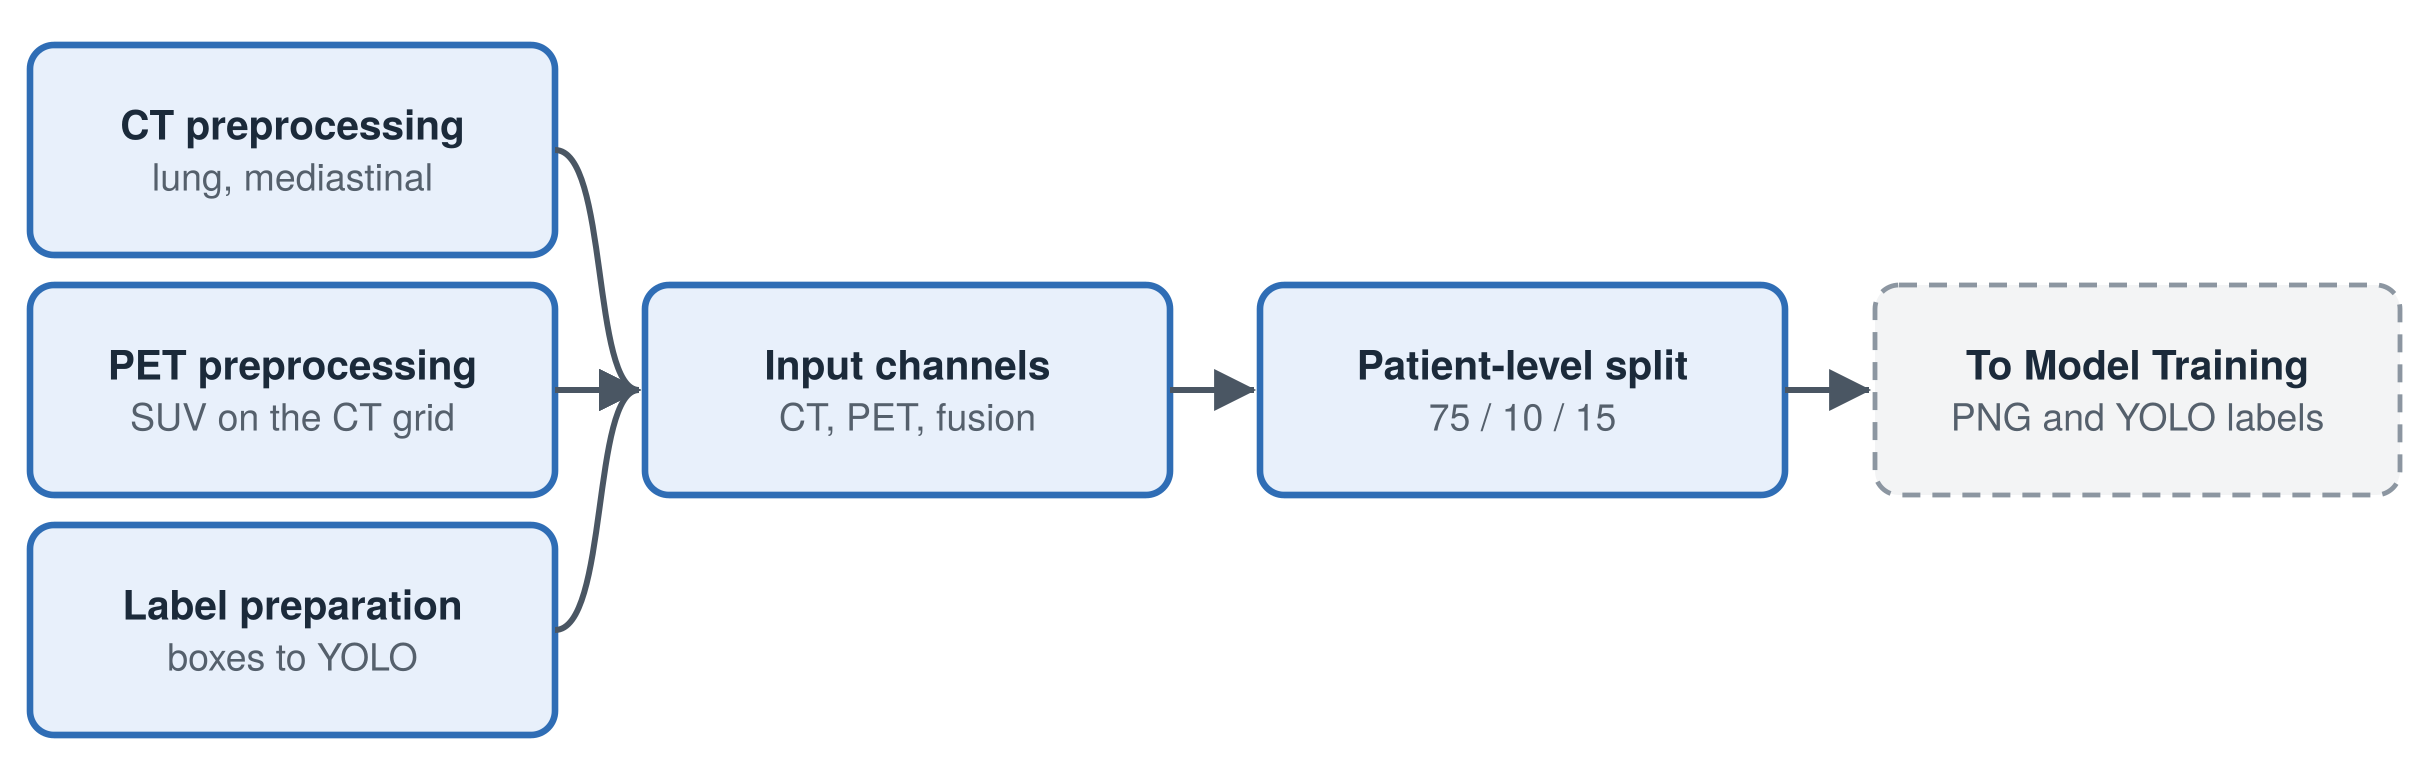 CT preprocessing
lung, mediastinal
PET preprocessing
SUV on the CT grid
Label preparation
boxes to YOLO
Input channels
CT, PET, fusion
Patient-level split
75 / 10 / 15
To Model Training
PNG and YOLO labels